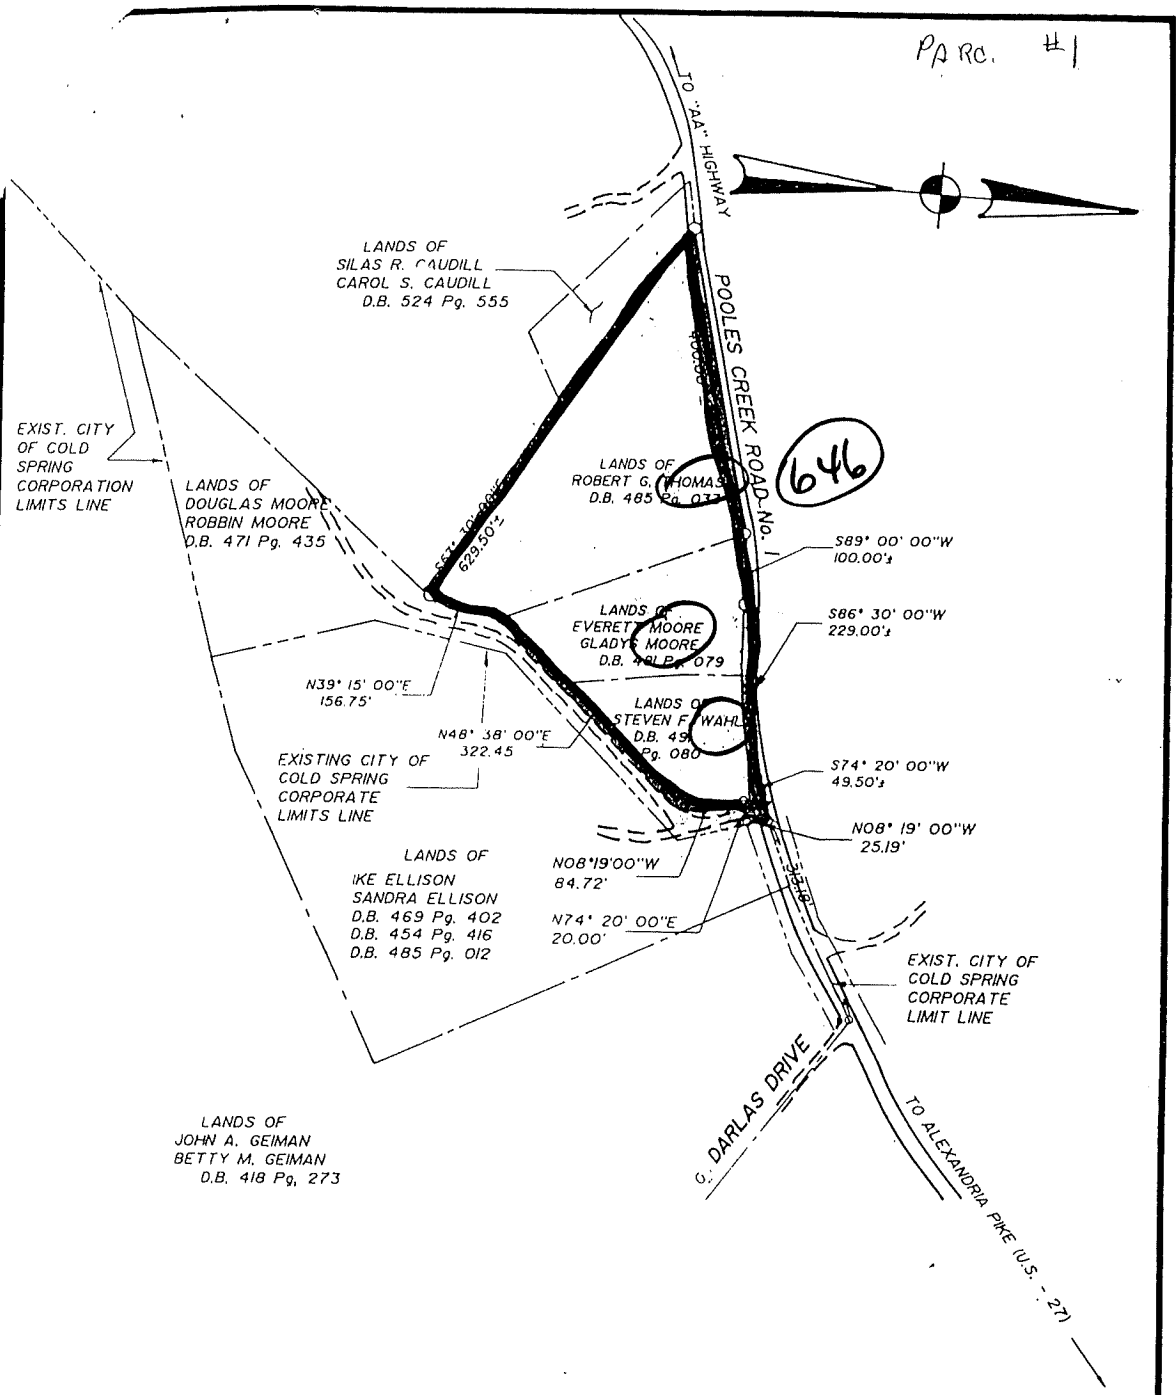 PARC. #1
TO "AA" HIGHWAY
LANDS OF
SILAS R. CAUDILL
CAROL S. CAUDILL
D.B. 524 Pg. 555
POOLES CREEK ROAD No. 1
646
EXIST. CITY
OF COLD
SPRING
CORPORATION
LIMITS LINE
LANDS OF
DOUGLAS MOORE
ROBBIN MOORE
D.B. 471 Pg. 435
LANDS OF
ROBERT G. THOMAS
D.B. 485 Pg. 037
629.50'±
S89° 00' 00"W
100.00'±
S86° 30' 00"W
229.00'±
LANDS OF
EVERETT MOORE
GLADYS MOORE
D.B. Pg. 079
N39° 15' 00"E
156.75'
LANDS OF
STEVEN F. WAHL
D.B.
Pg. 080
N48° 38' 00"E
322.45
EXISTING CITY OF
COLD SPRING
CORPORATE
LIMITS LINE
S74° 20' 00"W
49.50'±
N08° 19' 00"W
25.19'
LANDS OF
IKE ELLISON
SANDRA ELLISON
D.B. 469 Pg. 402
D.B. 454 Pg. 416
D.B. 485 Pg. 012
N08°19'00"W
84.72'
N74° 20' 00"E
20.00'
313.18'
EXIST. CITY OF
COLD SPRING
CORPORATE
LIMIT LINE
DARLAS DRIVE
LANDS OF
JOHN A. GEIMAN
BETTY M. GEIMAN
D.B. 418 Pg. 273
TO ALEXANDRIA PIKE (U.S. - 27)